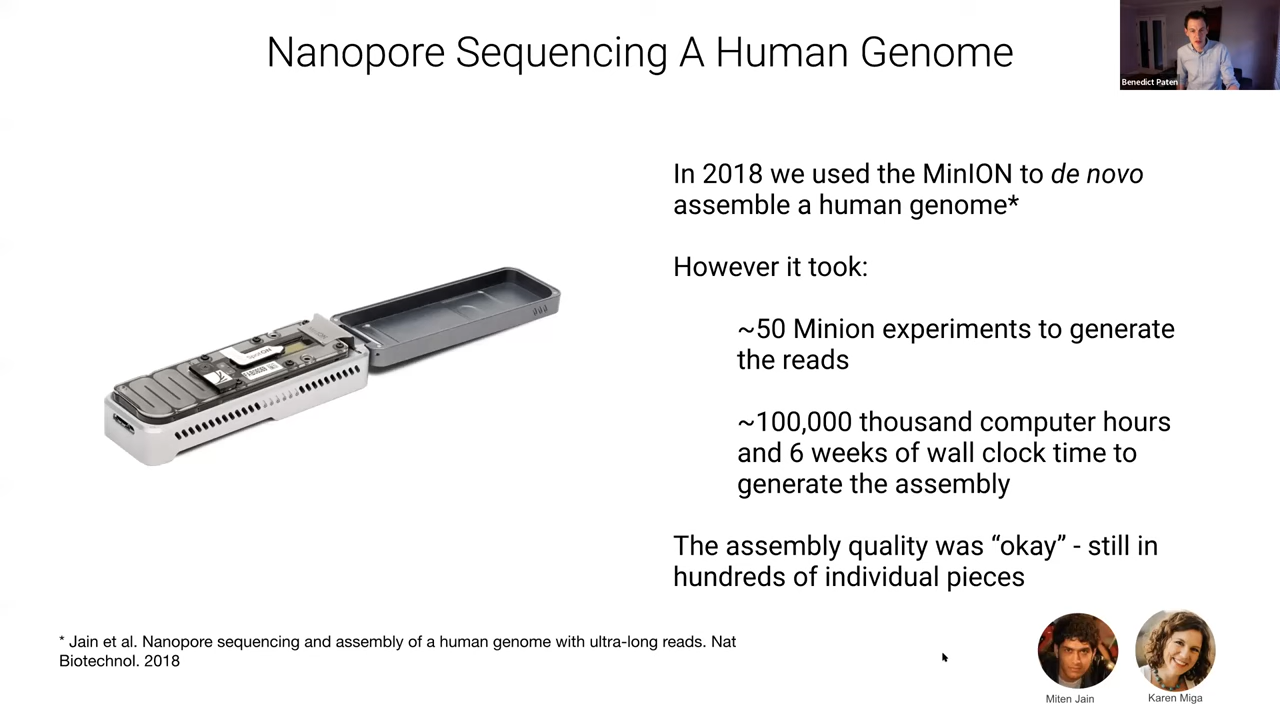 Nanopore Sequencing A Human Genome
Benedict Paten
In 2018 we used the MinION to de novo
assemble a human genome*
However it took:
~50 Minion experiments to generate
the reads
~100,000 thousand computer hours
and 6 weeks of wall clock time to
generate the assembly
The assembly quality was “okay” - still in
hundreds of individual pieces
* Jain et al. Nanopore sequencing and assembly of a human genome with ultra-long reads. Nat
Biotechnol. 2018
Miten Jain
Karen Miga